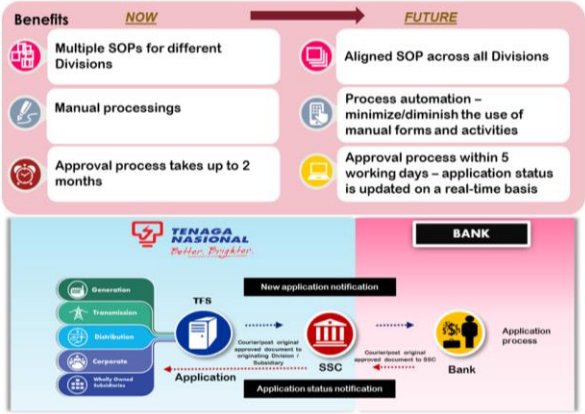 Benefits
NOW
FUTURE
Multiple SOPs for different
Divisions
Aligned SOP across all Divisions
Manual processings
Process automation –
minimize/diminish the use of
manual forms and activities
Approval process takes up to 2
months
Approval process within 5
working days – application status
is updated on a real-time basis
TENAGA
NASIONAL
Better. Brighter.
BANK
Generation
Transmission
Distribution
Corporate
Wholly Owned
Subsidiaries
TFS
Application
New application notification
Courier/post original
approved document to
originating Division /
Subsidiary
SSC
Courier/post original
approved document to SSC
Bank
Application
process
Application status notification